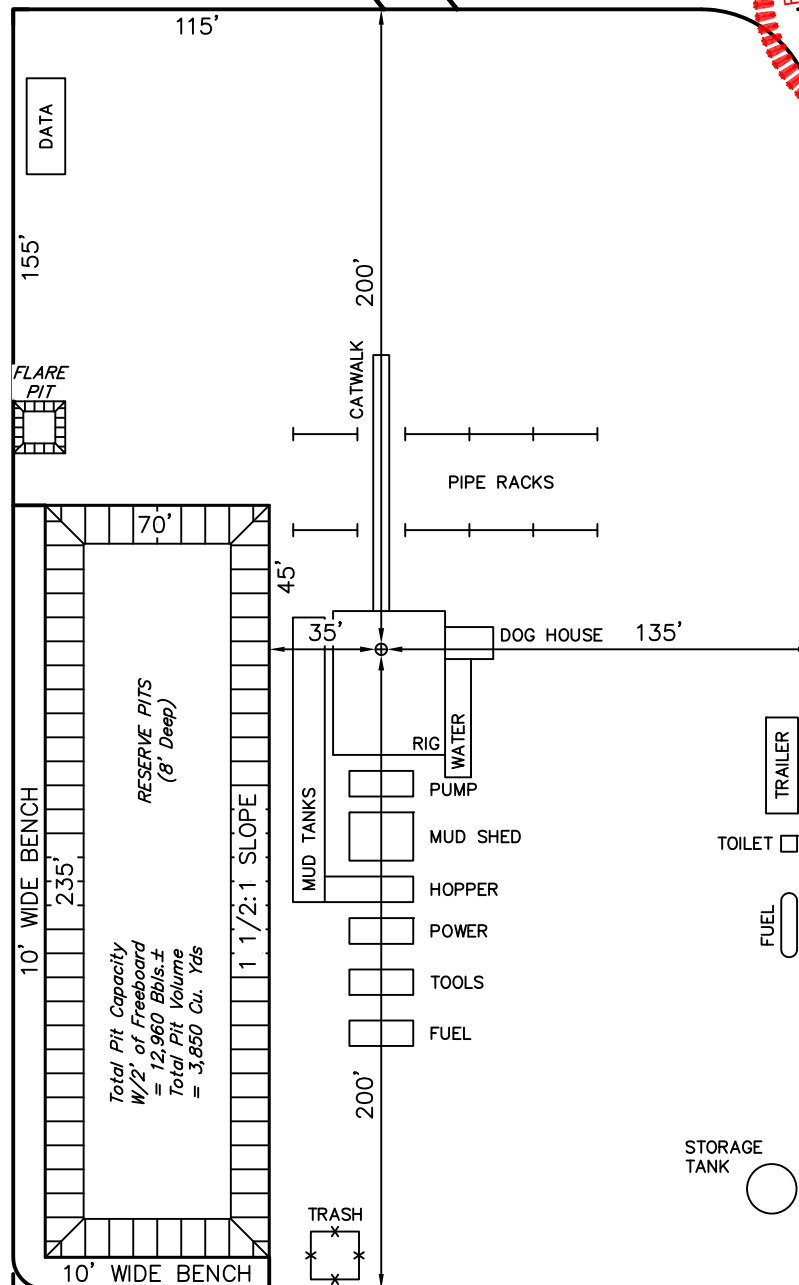 115'
DATA
155'
200'
CATWALK
FLARE
PIT
PIPE RACKS
70'
45'
35'
DOG HOUSE
135'
RESERVE PITS
(8' Deep)
RIG
WATER
TRAILER
PUMP
MUD TANKS
MUD SHED
TOILET
10' WIDE BENCH
235'
1 1/2:1 SLOPE
HOPPER
POWER
FUEL
TOOLS
Total Pit Capacity
W/2' of Freeboard
= 12,960 Bbls.±
Total Pit Volume
= 3,850 Cu. Yds
FUEL
200'
STORAGE
TANK
TRASH
10' WIDE BENCH